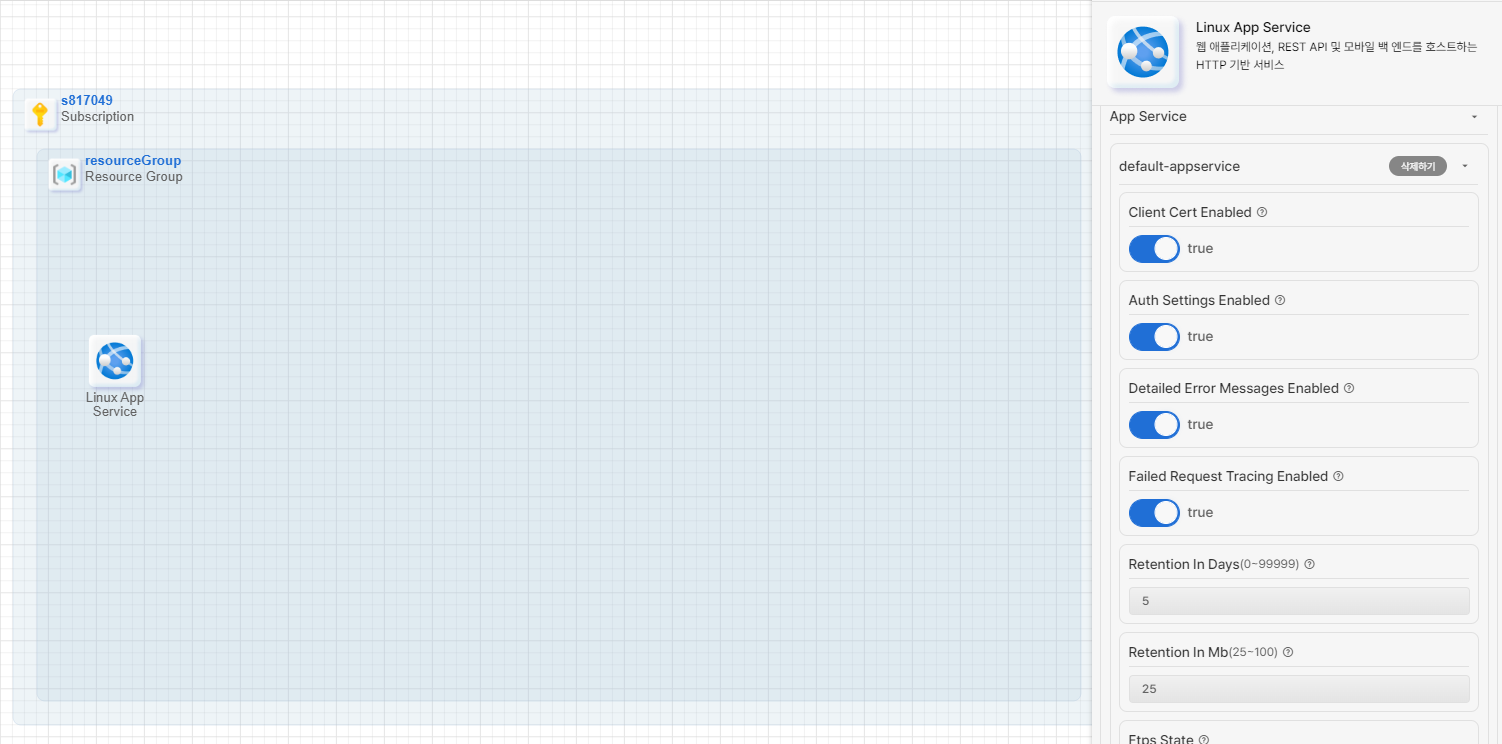 s817049
Subscription
resourceGroup
Resource Group
Linux App
Service
Linux App Service
웹 애플리케이션, REST API 및 모바일 백 엔드를 호스트하는
HTTP 기반 서비스
App Service
default-appservice
삭제하기
Client Cert Enabled
true
Auth Settings Enabled
true
Detailed Error Messages Enabled
true
Failed Request Tracing Enabled
true
Retention In Days(0~99999)
5
Retention In Mb(25~100)
25
Ftps State